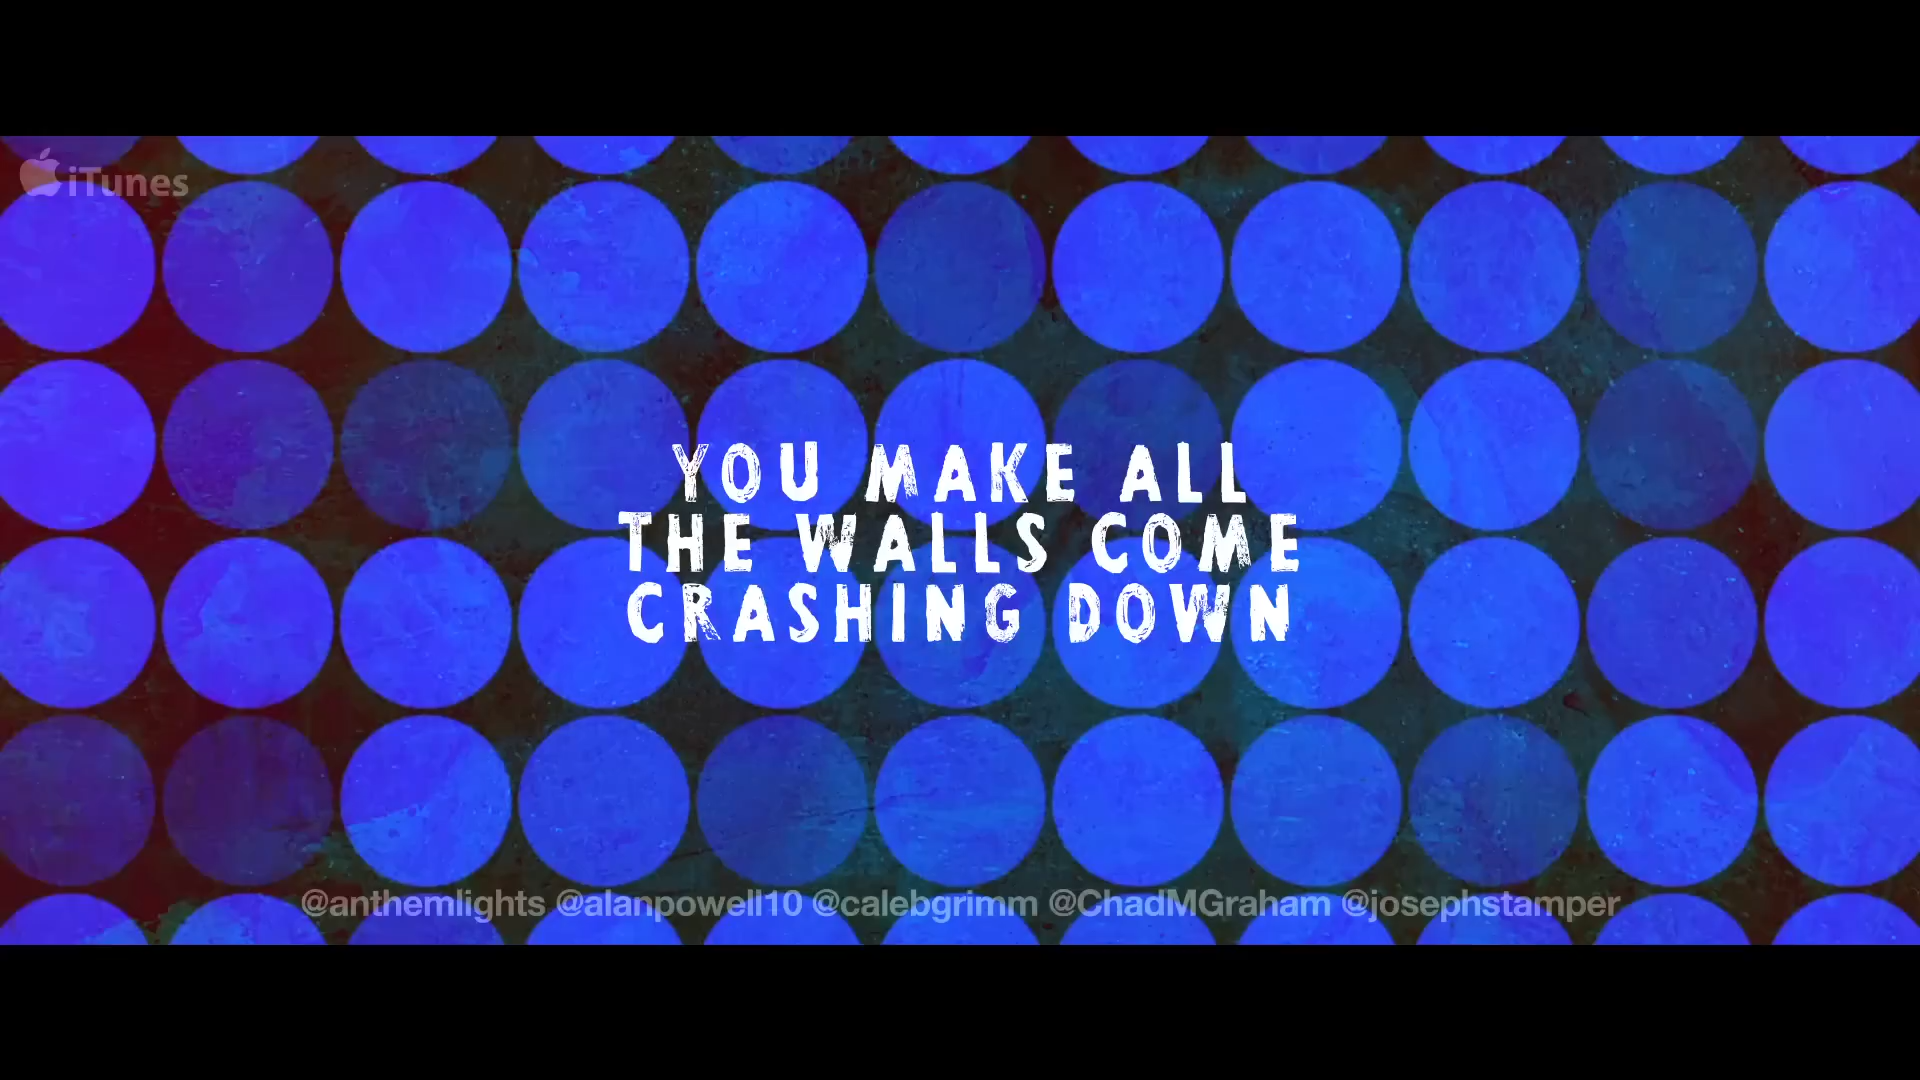 iTunes
YOU MAKE ALL
THE WALLS COME
CRASHING DOWN
@anthemlights @alanpowell10 @calebgrimm @ChadMGraham @josephstamper